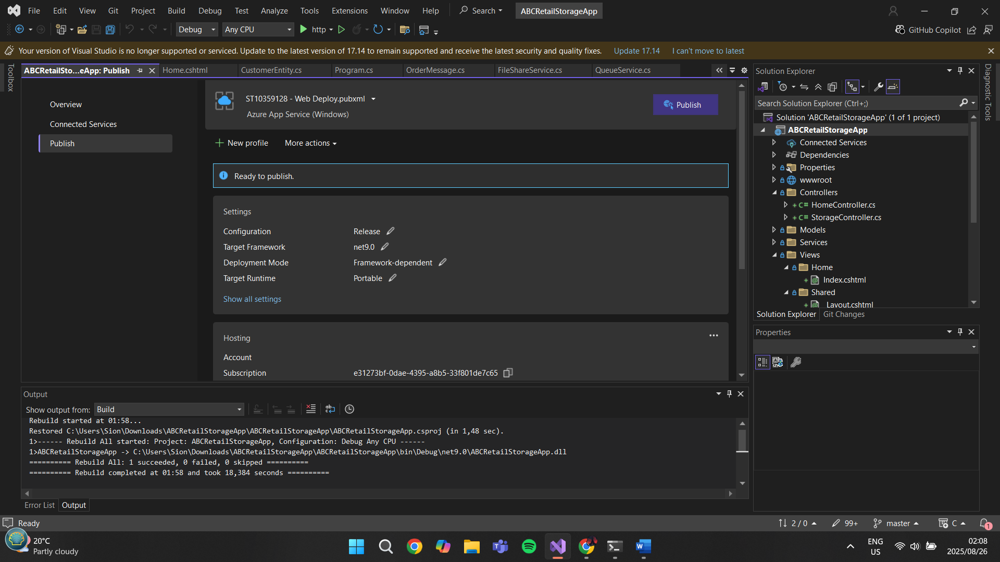 File Edit View Git Project Build Debug Test Analyze Tools Extensions Window Help Search ABCRetailStorageApp
Debug Any CPU http GitHub Copilot
Your version of Visual Studio is no longer supported or serviced. Update to the latest version of 17.14 to remain supported and receive the latest security and quality fixes. Update 17.14 I can't move to latest
Toolbox
ABCRetailSto...eApp: Publish Home.cshtml CustomerEntity.cs Program.cs OrderMessage.cs FileShareService.cs QueueService.cs
Overview
Connected Services
Publish
ST10359128 - Web Deploy.pubxml
Azure App Service (Windows)
Publish
New profile More actions
Ready to publish.
Settings
Configuration Release
Target Framework net9.0
Deployment Mode Framework-dependent
Target Runtime Portable
Show all settings
Hosting
Account
Subscription e31273bf-0dae-4395-a8b5-33f801de7c65
Output
Show output from: Build
Rebuild started at 01:58...
Restored C:\Users\Sion\Downloads\ABCRetailStorageApp\ABCRetailStorageApp\ABCRetailStorageApp.csproj (in 1,48 sec).
1>------ Rebuild All started: Project: ABCRetailStorageApp, Configuration: Debug Any CPU ------
1>ABCRetailStorageApp -> C:\Users\Sion\Downloads\ABCRetailStorageApp\ABCRetailStorageApp\bin\Debug\net9.0\ABCRetailStorageApp.dll
========== Rebuild All: 1 succeeded, 0 failed, 0 skipped ==========
========== Rebuild completed at 01:58 and took 18,384 seconds ==========
Error List Output
Solution Explorer
Search Solution Explorer (Ctrl+;)
Solution 'ABCRetailStorageApp' (1 of 1 project)
ABCRetailStorageApp
Connected Services
Dependencies
Properties
wwwroot
Controllers
C# HomeController.cs
C# StorageController.cs
Models
Services
Views
Home
Index.cshtml
Shared
_Layout.cshtml
Solution Explorer Git Changes
Properties
Diagnostic Tools
Ready 2 / 0 99+ master C 1
20°C
Partly cloudy
ENG
US
02:08
2025/08/26